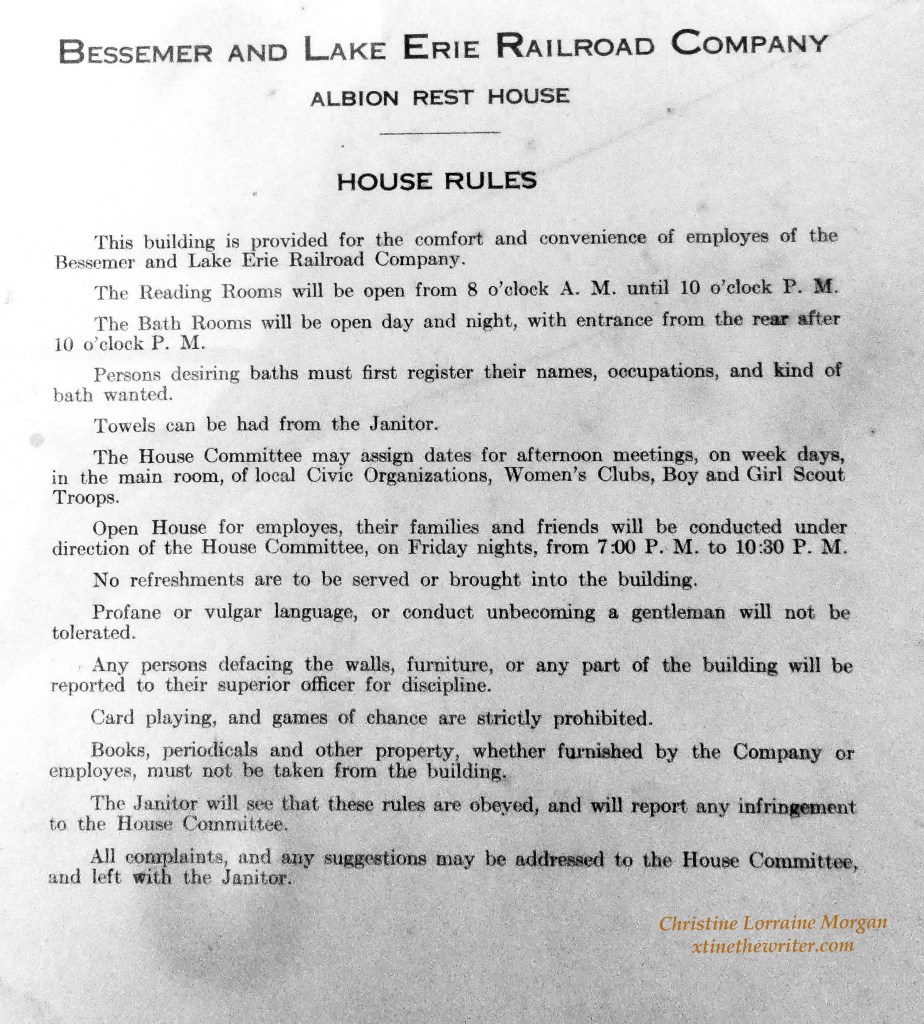 BESSEMER AND LAKE ERIE RAILROAD COMPANY
ALBION REST HOUSE
HOUSE RULES
This building is provided for the comfort and convenience of employes of the
Bessemer and Lake Erie Railroad Company.
The Reading Rooms will be open from 8 o'clock A. M. until 10 o'clock P. M.
The Bath Rooms will be open day and night, with entrance from the rear after
10 o'clock P. M.
Persons desiring baths must first register their names, occupations, and kind of
bath wanted.
Towels can be had from the Janitor.
The House Committee may assign dates for afternoon meetings, on week days,
in the main room, of local Civic Organizations, Women's Clubs, Boy and Girl Scout
Troops.
Open House for employes, their families and friends will be conducted under
direction of the House Committee, on Friday nights, from 7:00 P. M. to 10:30 P. M.
No refreshments are to be served or brought into the building.
Profane or vulgar language, or conduct unbecoming a gentleman will not be
tolerated.
Any persons defacing the walls, furniture, or any part of the building will be
reported to their superior officer for discipline.
Card playing, and games of chance are strictly prohibited.
Books, periodicals and other property, whether furnished by the Company or
employes, must not be taken from the building.
The Janitor will see that these rules are obeyed, and will report any infringement
to the House Committee.
All complaints, and any suggestions may be addressed to the House Committee,
and left with the Janitor.
Christine Lorraine Morgan
xtinethewriter.com